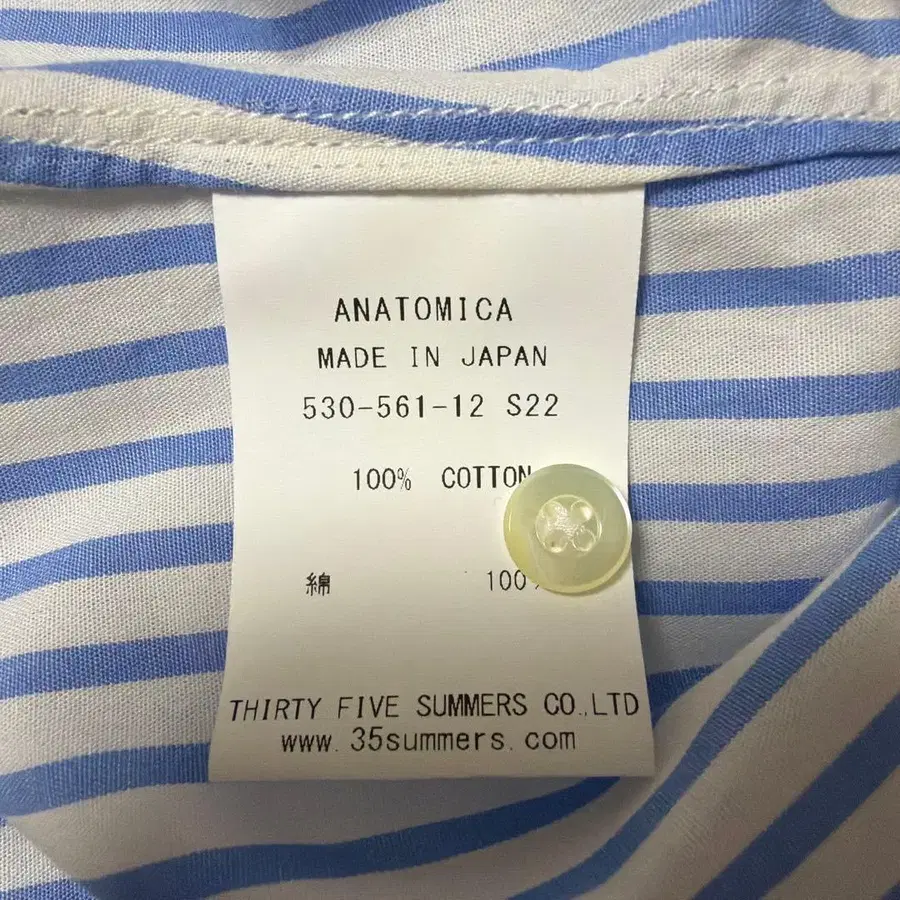 ANATOMICA
MADE IN JAPAN
530-561-12 S22
100% COTTON
綿 100%
THIRTY FIVE SUMMERS CO.,LTD
www.35summers.com